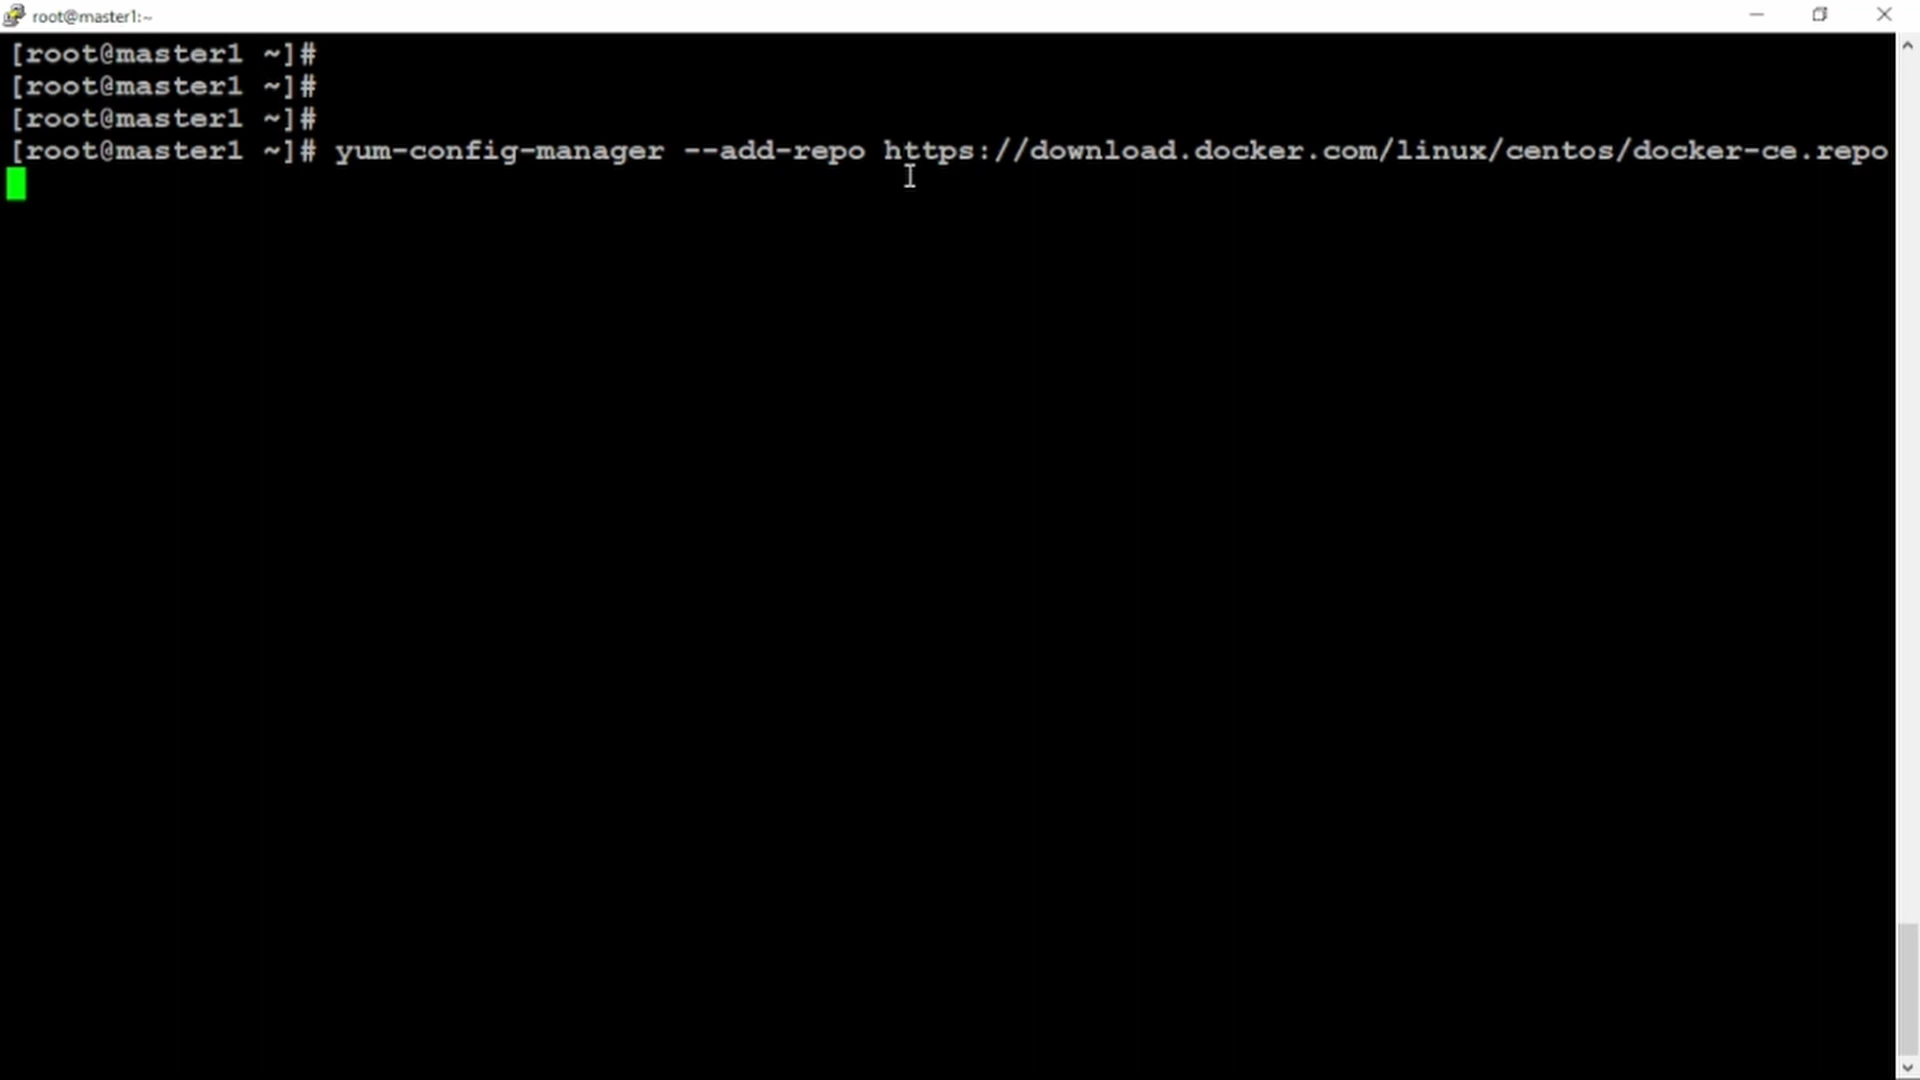 root@master1:~
[root@master1 ~]#
[root@master1 ~]#
[root@master1 ~]#
[root@master1 ~]# yum-config-manager --add-repo https://download.docker.com/linux/centos/docker-ce.repo